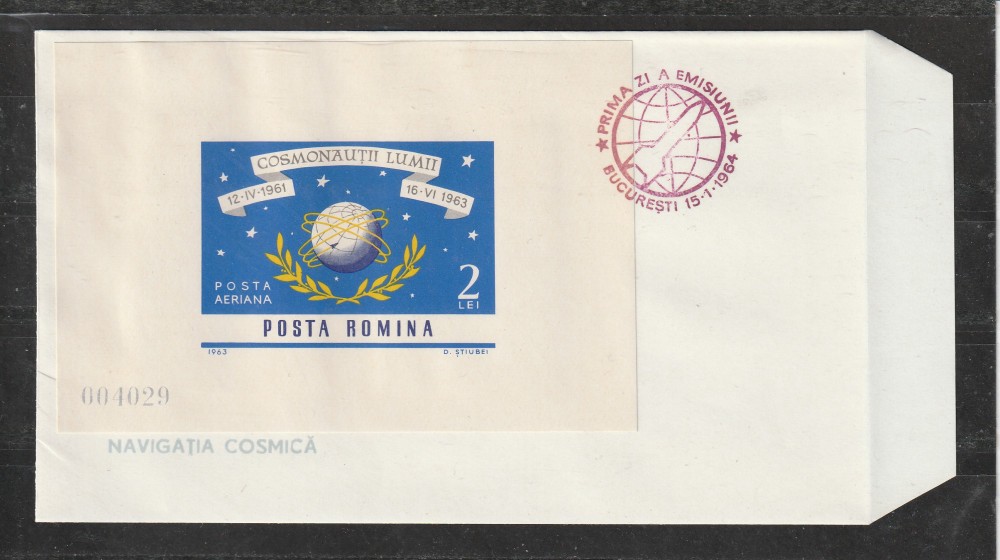 COSMONAUȚII LUMII
12·IV·1961
16·VI 1963
POSTA
AERIANA
2
LEI
POSTA ROMINA
1963
D. ȘTIUBEI
004029
NAVIGAȚIA COSMICĂ
★ PRIMA ZI A EMISIUNII ★
BUCUREȘTI 15·1·1964